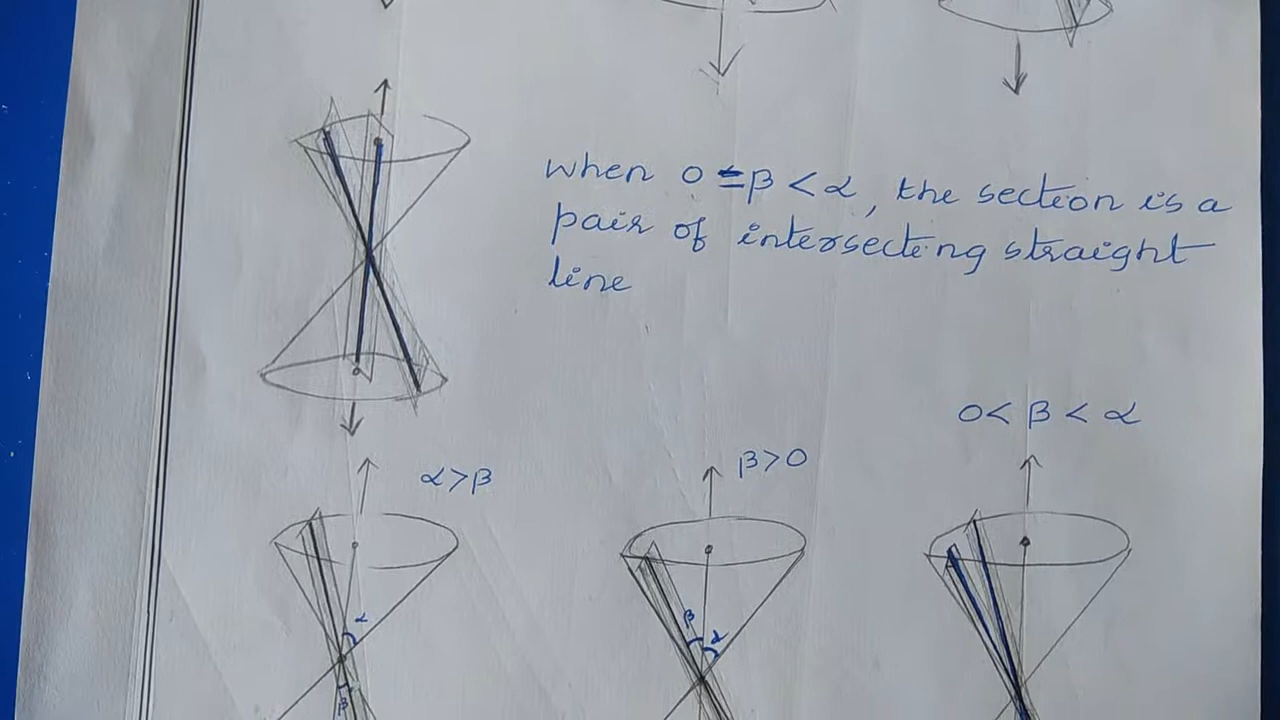 when 0 ≤ β < α, the section is a
pair of intersecting straight
line
0 < β < α
α > β
β > 0
α
β
β
α